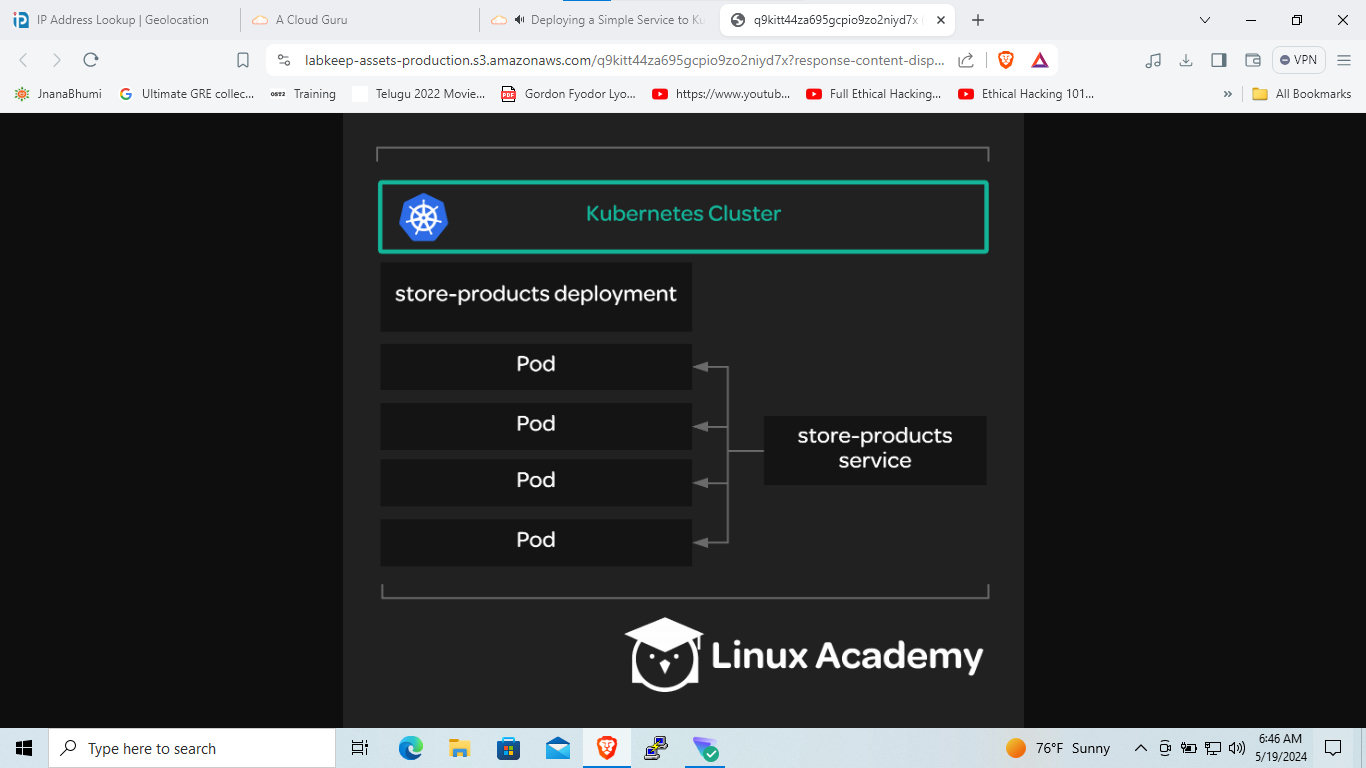 IP Address Lookup | Geolocation
A Cloud Guru
Deploying a Simple Service to Ku
q9kitt44za695gcpio9zo2niyd7x
labkeep-assets-production.s3.amazonaws.com/q9kitt44za695gcpio9zo2niyd7x?response-content-disp...
VPN
JnanaBhumi
Ultimate GRE collec...
OST2
Training
Telugu 2022 Movie...
PDF
Gordon Fyodor Lyo...
https://www.youtub...
Full Ethical Hacking...
Ethical Hacking 101...
»
All Bookmarks
Kubernetes Cluster
store-products deployment
Pod
Pod
Pod
Pod
store-products
service
Linux Academy
Type here to search
76°F Sunny
6:46 AM
5/19/2024